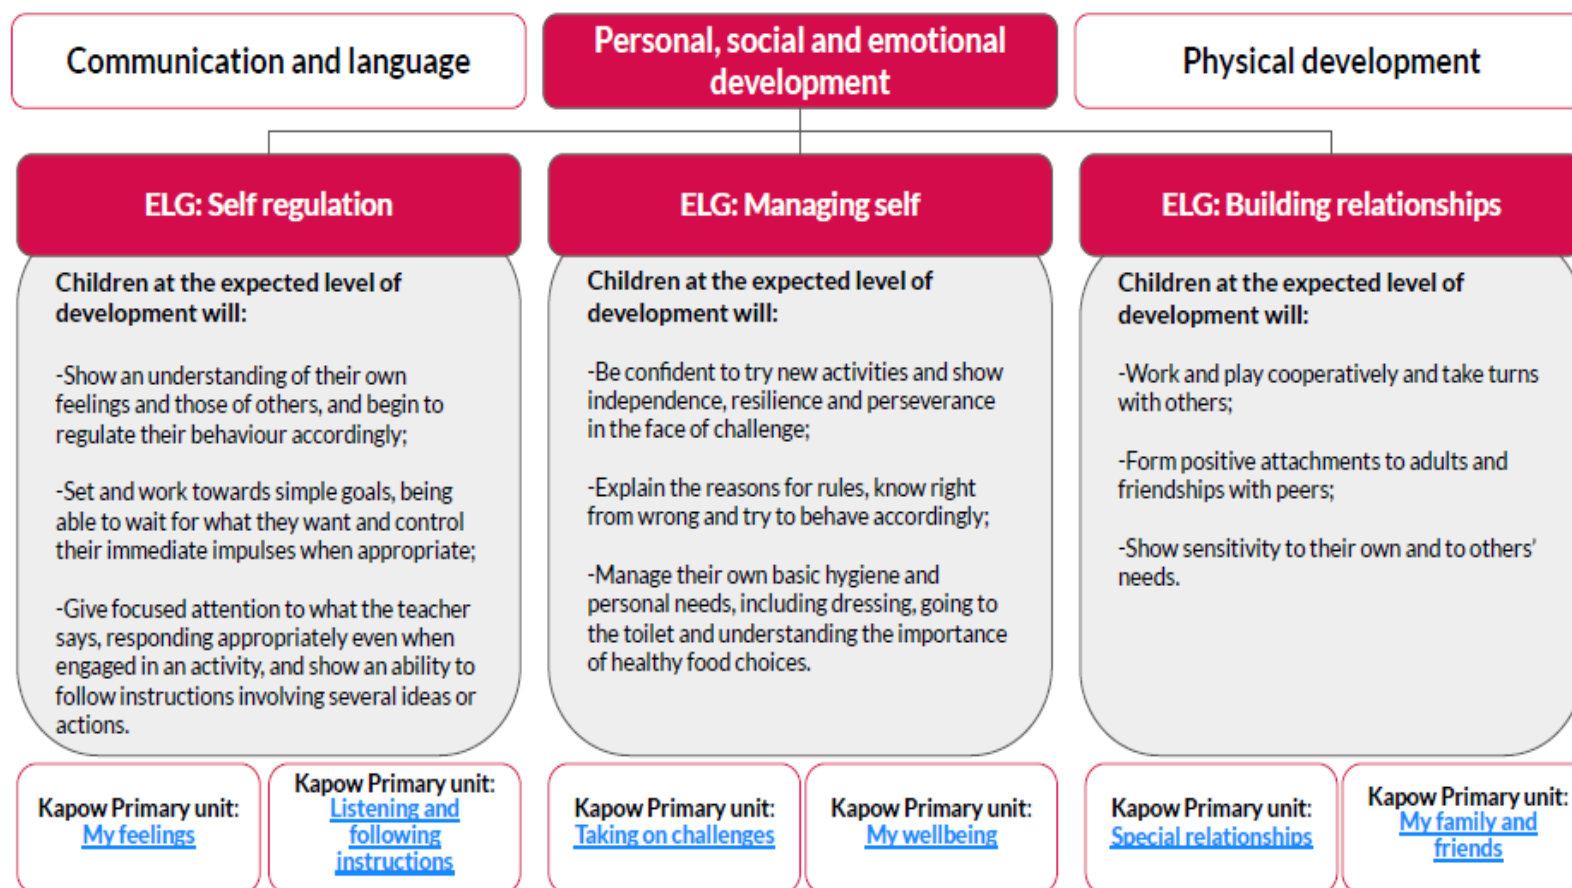 Communication and language
Personal, social and emotional
development
Physical development
ELG: Self regulation
Children at the expected level of
development will:
-Show an understanding of their own
feelings and those of others, and begin to
regulate their behaviour accordingly;
-Set and work towards simple goals, being
able to wait for what they want and control
their immediate impulses when appropriate;
-Give focused attention to what the teacher
says, responding appropriately even when
engaged in an activity, and show an ability to
follow instructions involving several ideas or
actions.
Kapow Primary unit:
My feelings
Kapow Primary unit:
Listening and
following
instructions
ELG: Managing self
Children at the expected level of
development will:
-Be confident to try new activities and show
independence, resilience and perseverance
in the face of challenge;
-Explain the reasons for rules, know right
from wrong and try to behave accordingly;
-Manage their own basic hygiene and
personal needs, including dressing, going to
the toilet and understanding the importance
of healthy food choices.
Kapow Primary unit:
Taking on challenges
Kapow Primary unit:
My wellbeing
ELG: Building relationships
Children at the expected level of
development will:
-Work and play cooperatively and take turns
with others;
-Form positive attachments to adults and
friendships with peers;
-Show sensitivity to their own and to others’
needs.
Kapow Primary unit:
Special relationships
Kapow Primary unit:
My family and
friends